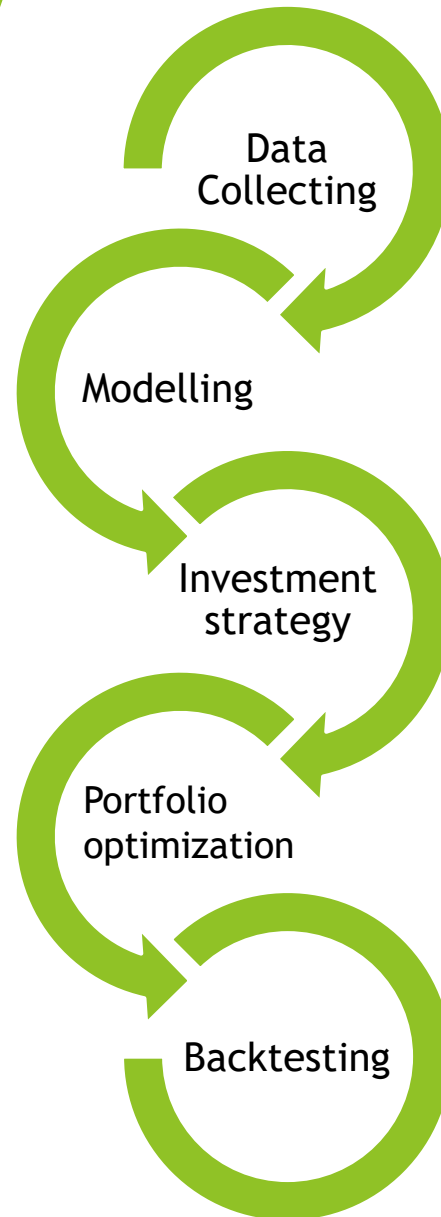 Data
Collecting
Modelling
Investment
strategy
Portfolio
optimization
Backtesting